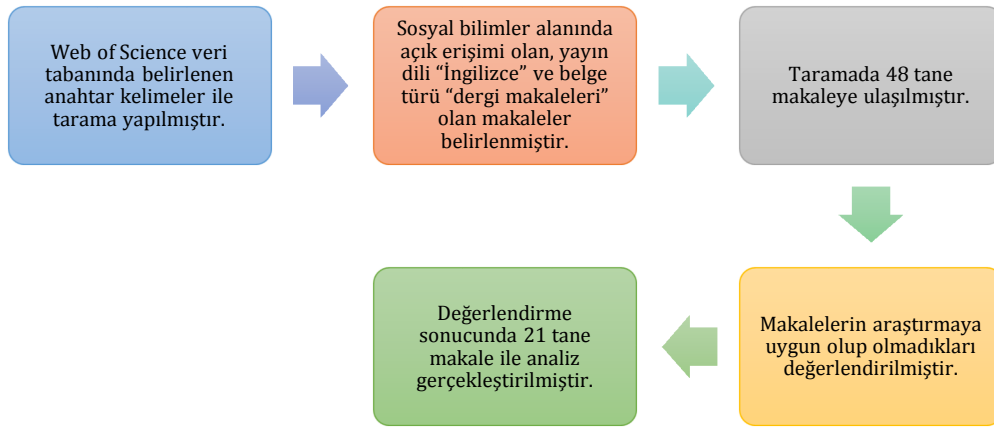 Web of Science veri
tabanında belirlenen
anahtar kelimeler ile
tarama yapılmıştır.
Sosyal bilimler alanında
açık erişimi olan, yayın
dili “İngilizce” ve belge
türü “dergi makaleleri”
olan makaleler
belirlenmiştir.
Taramada 48 tane
makaleye ulaşılmıştır.
Makalelerin araştırmaya
uygun olup olmadıkları
değerlendirilmiştir.
Değerlendirme
sonucunda 21 tane
makale ile analiz
gerçekleştirilmiştir.